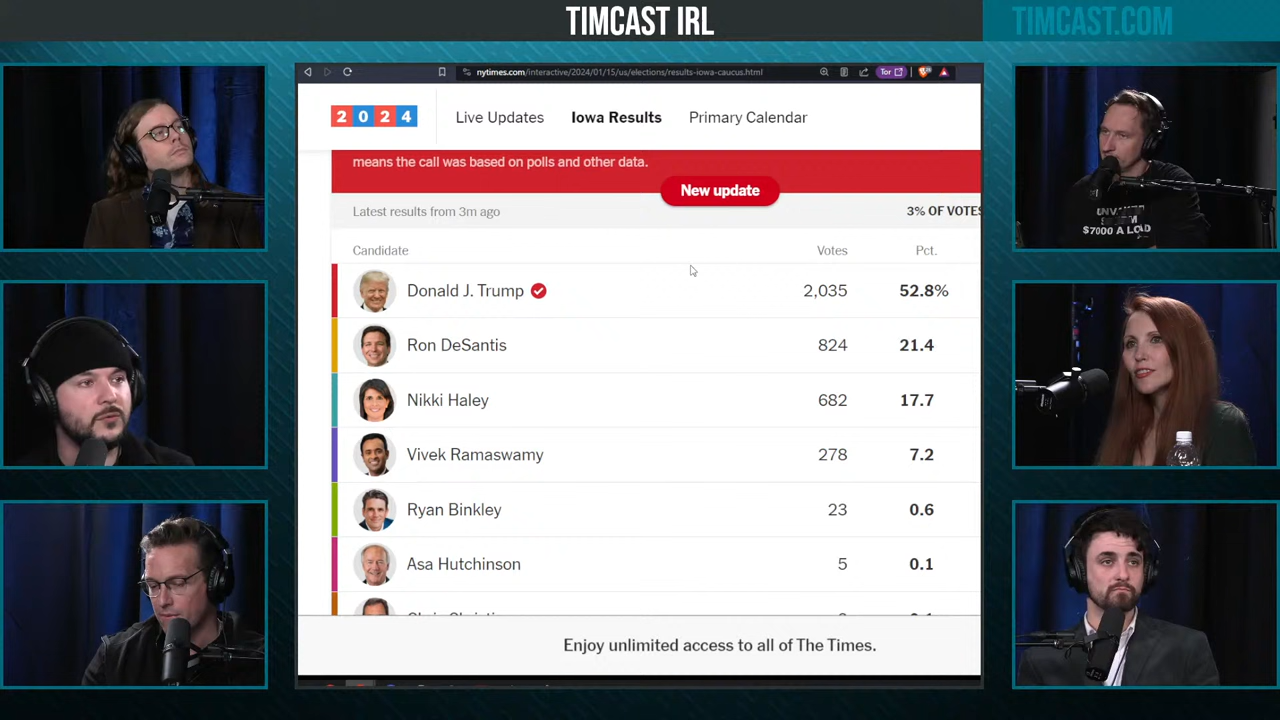 TIMCAST IRL
TIMCAST.COM
nytimes.com/interactive/2024/01/15/us/elections/results-iowa-caucus.html
Tor
2024
Live Updates
Iowa Results
Primary Calendar
means the call was based on polls and other data.
New update
Latest results from 3m ago
3% OF VOTES
Candidate Votes Pct.
Donald J. Trump 2,035 52.8%
Ron DeSantis 824 21.4
Nikki Haley 682 17.7
Vivek Ramaswamy 278 7.2
Ryan Binkley 23 0.6
Asa Hutchinson 5 0.1
Enjoy unlimited access to all of The Times.
$7000 A LOAD